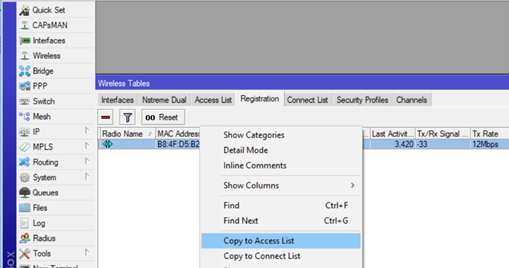 Quick Set
CAPsMAN
Interfaces
Wireless
Bridge
PPP
Switch
Mesh
IP
MPLS
Routing
System
Queues
Files
Log
Radius
Tools
OX
Wireless Tables
Interfaces Nstreme Dual Access List Registration Connect List Security Profiles Channels
00 Reset
Radio Name MAC Address Last Activit... Tx/Rx Signal Tx Rate
B8:4F:D5:B2 3.420 -33 12Mbps
Show Categories
Detail Mode
Inline Comments
Show Columns
Find Ctrl+F
Find Next Ctrl+G
Copy to Access List
Copy to Connect List